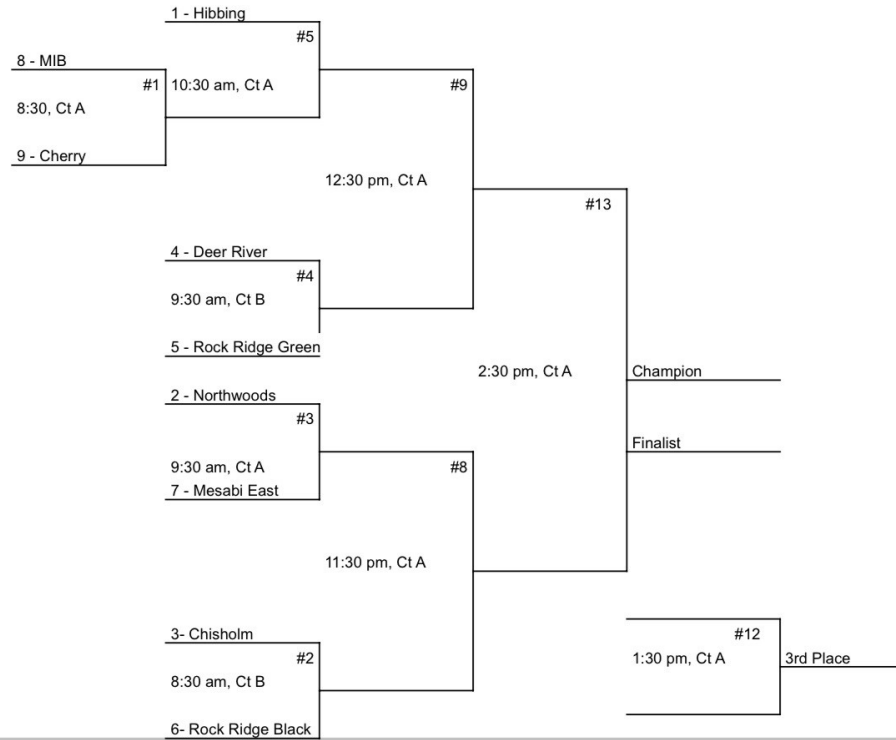 1 - Hibbing
#5
8 - MIB
#1
10:30 am, Ct A
#9
8:30, Ct A
9 - Cherry
12:30 pm, Ct A
#13
4 - Deer River
#4
9:30 am, Ct B
5 - Rock Ridge Green
2:30 pm, Ct A
Champion
2 - Northwoods
#3
Finalist
9:30 am, Ct A
#8
7 - Mesabi East
11:30 pm, Ct A
3- Chisholm
#12
#2
1:30 pm, Ct A
3rd Place
8:30 am, Ct B
6- Rock Ridge Black